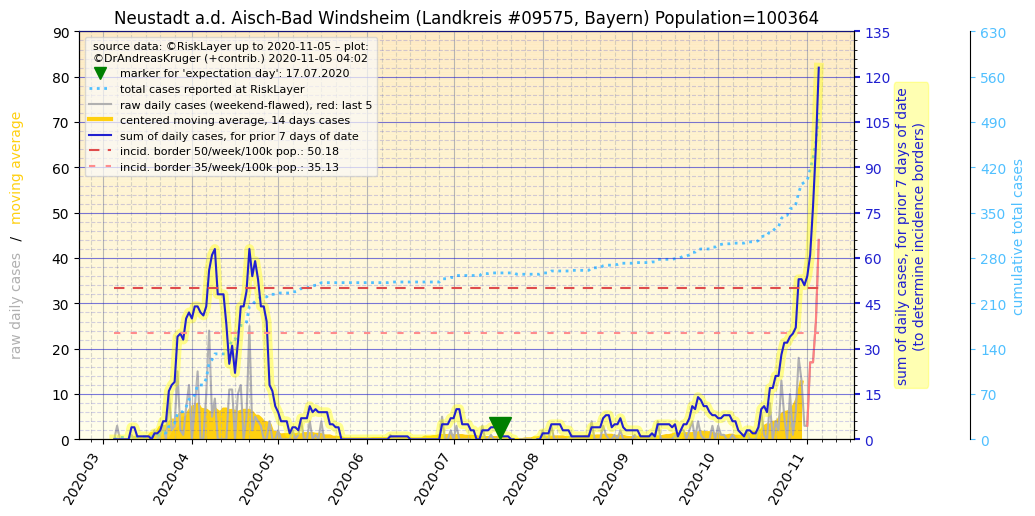 Neustadt a.d. Aisch-Bad Windsheim (Landkreis #09575, Bayern) Population=100364
source data: ©RiskLayer up to 2020-11-05 – plot:
©DrAndreasKruger (+contrib.) 2020-11-05 04:02
marker for 'expectation day': 17.07.2020
total cases reported at RiskLayer
raw daily cases (weekend-flawed), red: last 5
centered moving average, 14 days cases
sum of daily cases, for prior 7 days of date
incid. border 50/week/100k pop.: 50.18
incid. border 35/week/100k pop.: 35.13
raw daily cases / moving average
90
80
70
60
50
40
30
20
10
0
135
120
105
90
75
60
45
30
15
0
sum of daily cases, for prior 7 days of date
(to determine incidence borders)
630
560
490
420
350
280
210
140
70
0
cumulative total cases
2020-03
2020-04
2020-05
2020-06
2020-07
2020-08
2020-09
2020-10
2020-11